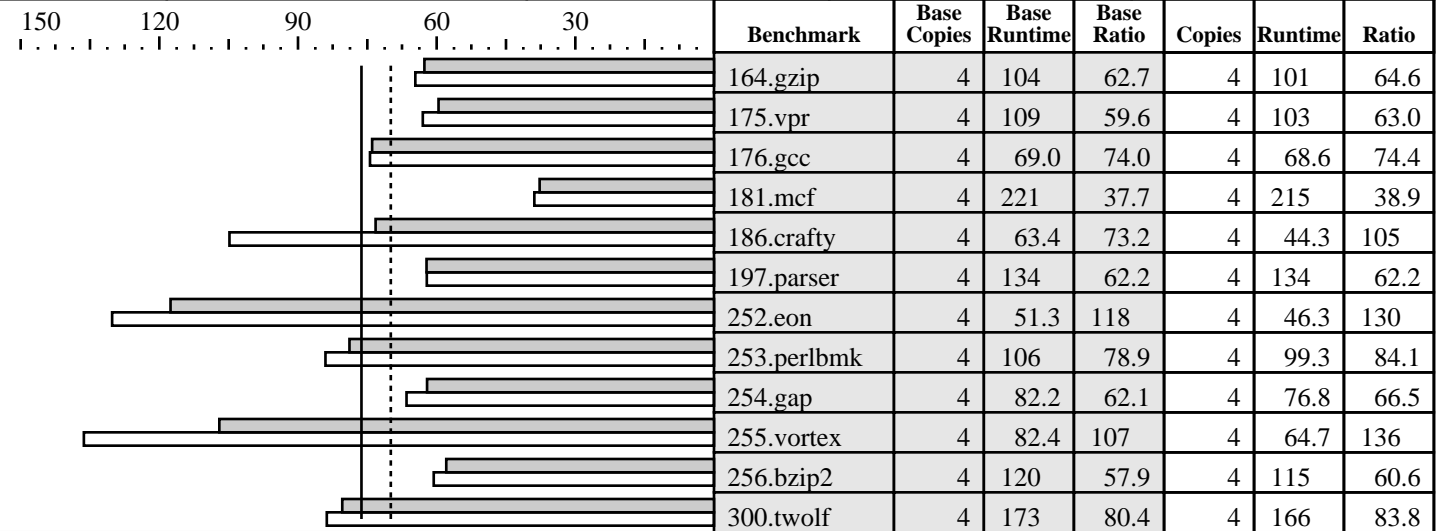 150 120 90 60 30
Benchmark Base Copies Base Runtime Base Ratio Copies Runtime Ratio
164.gzip 4 104 62.7 4 101 64.6
175.vpr 4 109 59.6 4 103 63.0
176.gcc 4 69.0 74.0 4 68.6 74.4
181.mcf 4 221 37.7 4 215 38.9
186.crafty 4 63.4 73.2 4 44.3 105
197.parser 4 134 62.2 4 134 62.2
252.eon 4 51.3 118 4 46.3 130
253.perlbmk 4 106 78.9 4 99.3 84.1
254.gap 4 82.2 62.1 4 76.8 66.5
255.vortex 4 82.4 107 4 64.7 136
256.bzip2 4 120 57.9 4 115 60.6
300.twolf 4 173 80.4 4 166 83.8